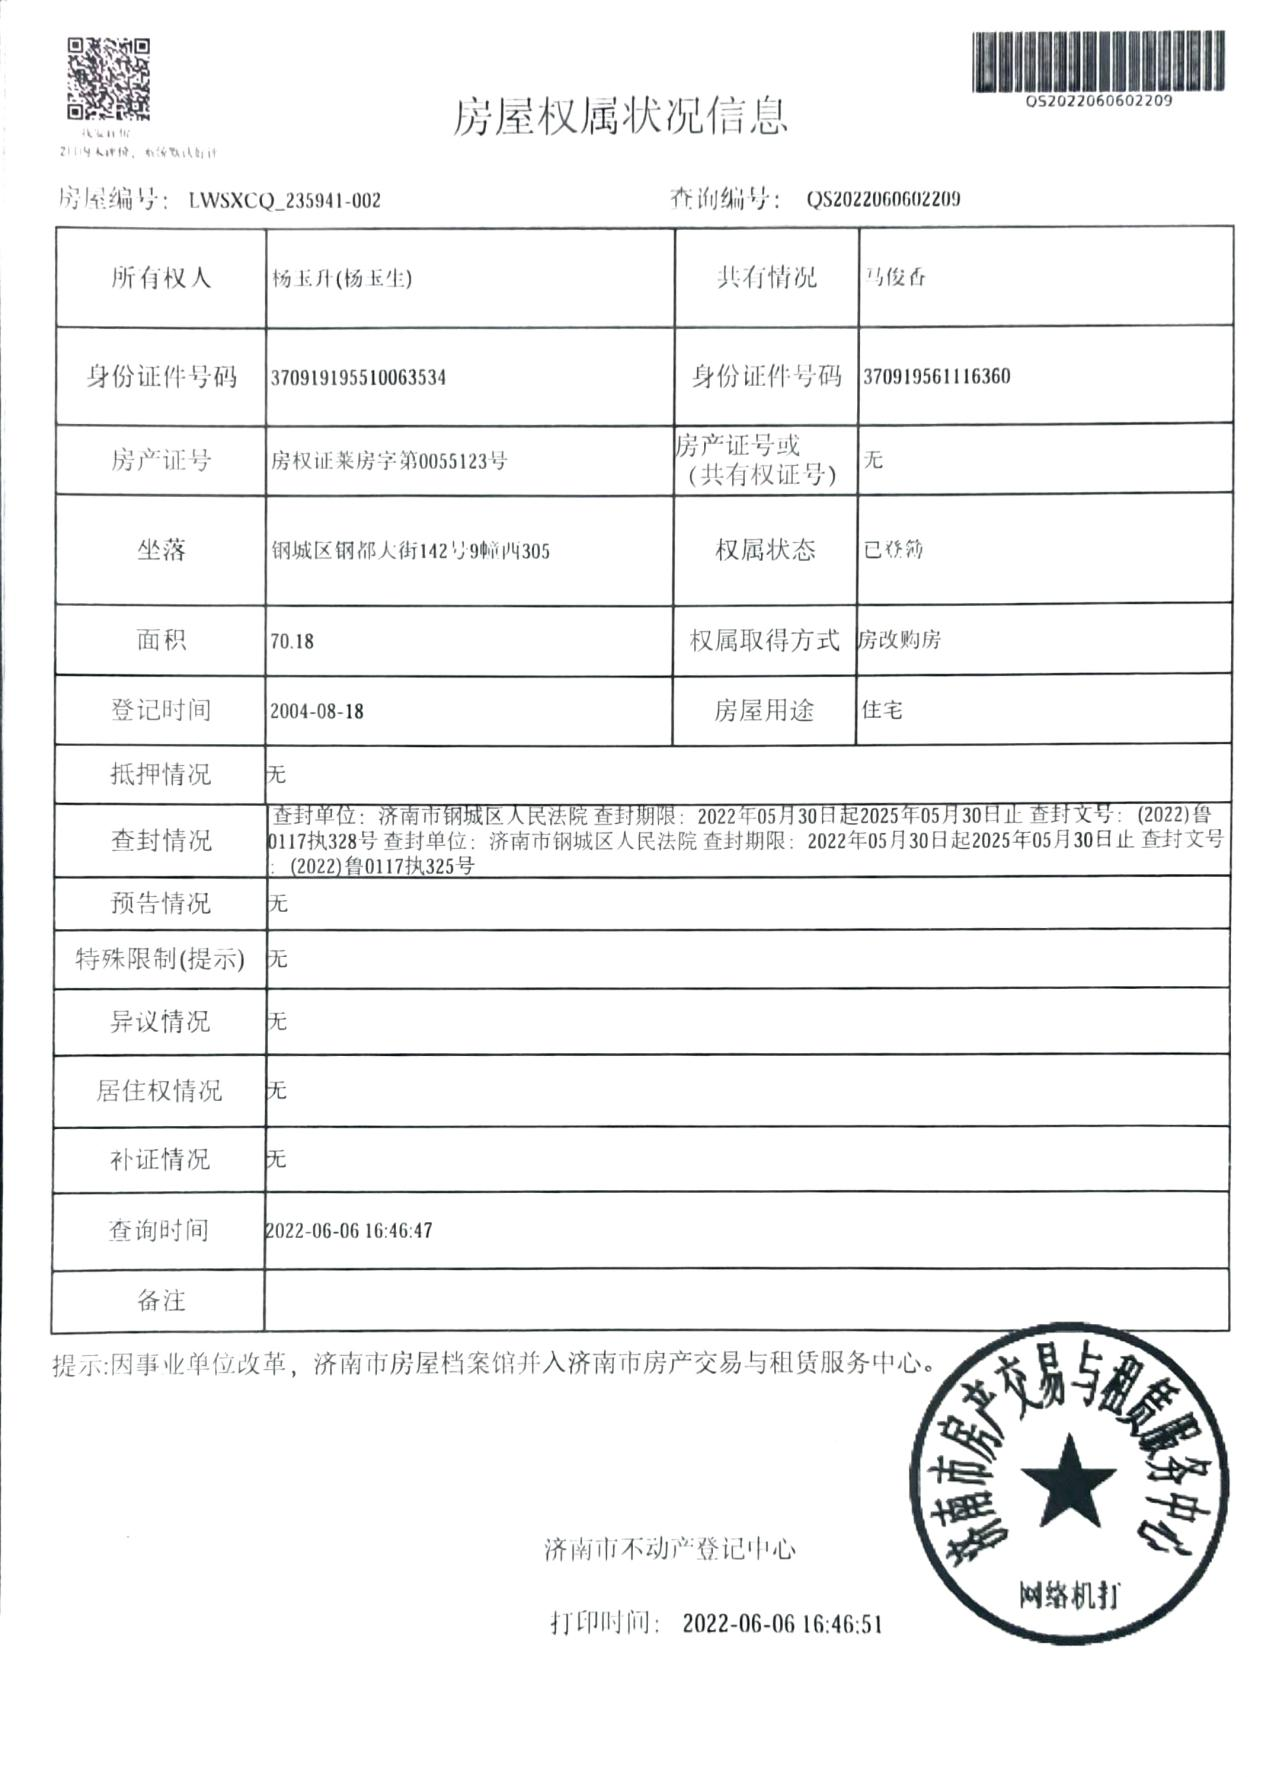 QS2022060602209
房屋权属状况信息
房屋编号： LWSXCQ_235941-002 查询编号： QS2022060602209
所有权人 杨玉升(杨玉生) 共有情况 马俊香
身份证件号码 370919195510063534 身份证件号码 370919561116360
房产证号 房权证莱房字第0055123号 房产证号或
（共有权证号） 无
坐落 钢城区钢都大街142号9幢西305 权属状态 已登簿
面积 70.18 权属取得方式 房改购房
登记时间 2004-08-18 房屋用途 住宅
抵押情况 无
查封情况 查封单位：济南市钢城区人民法院 查封期限：2022年05月30日起2025年05月30日止 查封文号：(2022)鲁
0117执328号 查封单位：济南市钢城区人民法院 查封期限：2022年05月30日起2025年05月30日止 查封文号
：(2022)鲁0117执325号
预告情况 无
特殊限制(提示) 无
异议情况 无
居住权情况 无
补证情况 无
查询时间 2022-06-06 16:46:47
备注
提示:因事业单位改革，济南市房屋档案馆并入济南市房产交易与租赁服务中心。
济南市房产交易与租赁服务中心
网络机打
济南市不动产登记中心
打印时间： 2022-06-06 16:46:51